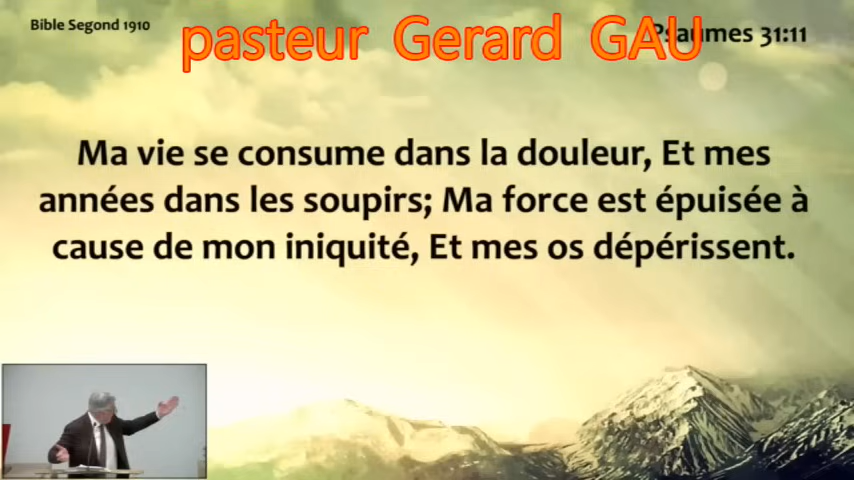 Bible Segond 1910
pasteur Gerard GAU
Psaumes 31:11
Ma vie se consume dans la douleur, Et mes
années dans les soupirs; Ma force est épuisée à
cause de mon iniquité, Et mes os dépérissent.